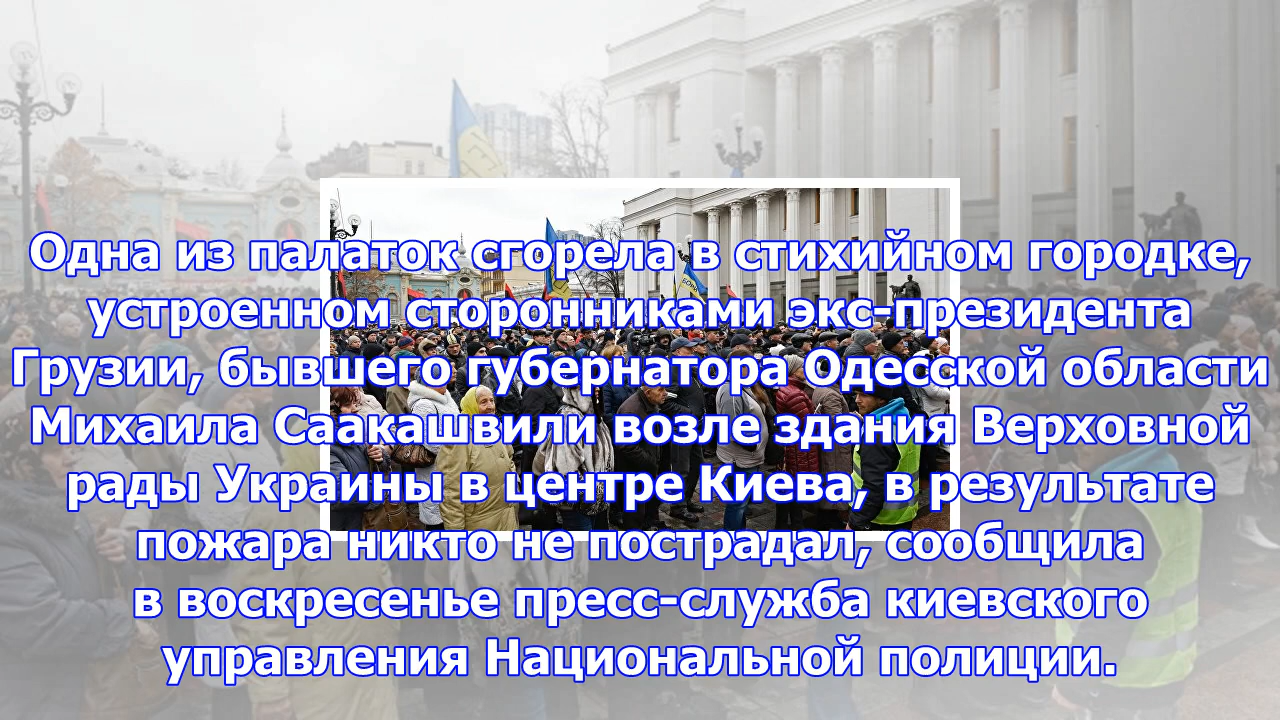 Одна из палаток сгорела в стихийном городке,
устроенном сторонниками экс-президента
Грузии, бывшего губернатора Одесской области
Михаила Саакашвили возле здания Верховной
рады Украины в центре Киева, в результате
пожара никто не пострадал, сообщила
в воскресенье пресс-служба киевского
управления Национальной полиции.